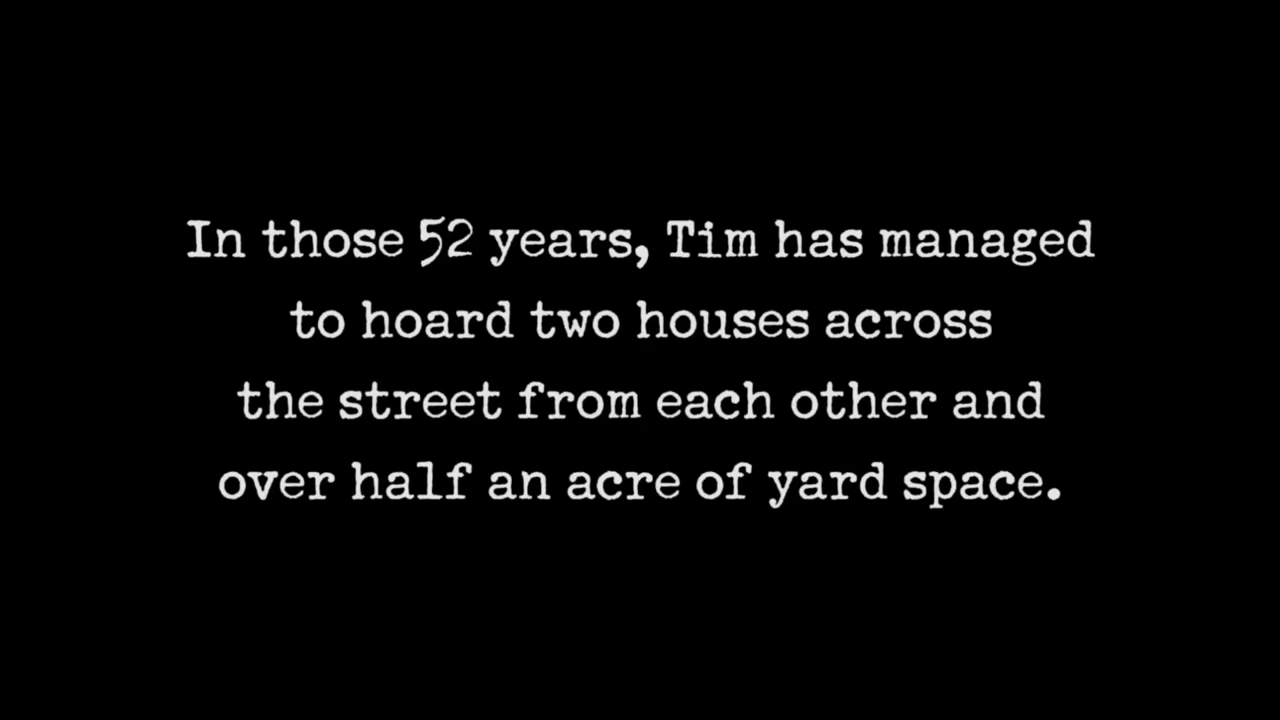 In those 52 years, Tim has managed
to hoard two houses across
the street from each other and
over half an acre of yard space.